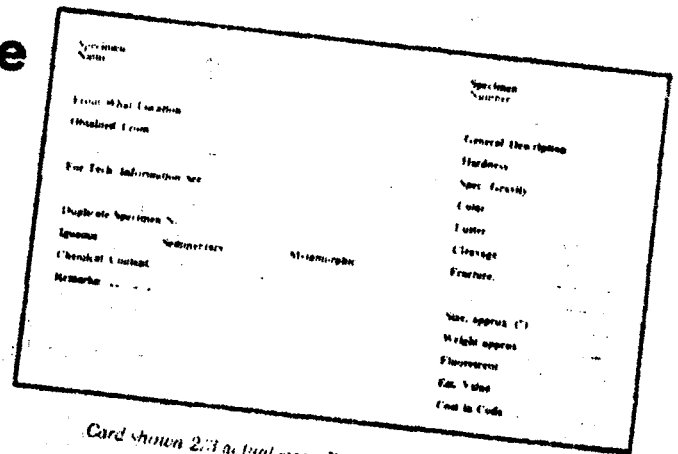 e
Specimen
Name
From What Location
Obtained From
For Tech. Information see
Duplicate Specimen N.
Igneous Sedimentary Metamorphic
Chemical Content
Remarks
Specimen
Number
General Description
Hardness
Spec. Gravity
Color
Luster
Cleavage
Fracture.
Size, approx. (")
Weight approx
Fluorescent
Est. Value
Cost in Code
Card shown 2/3 actual